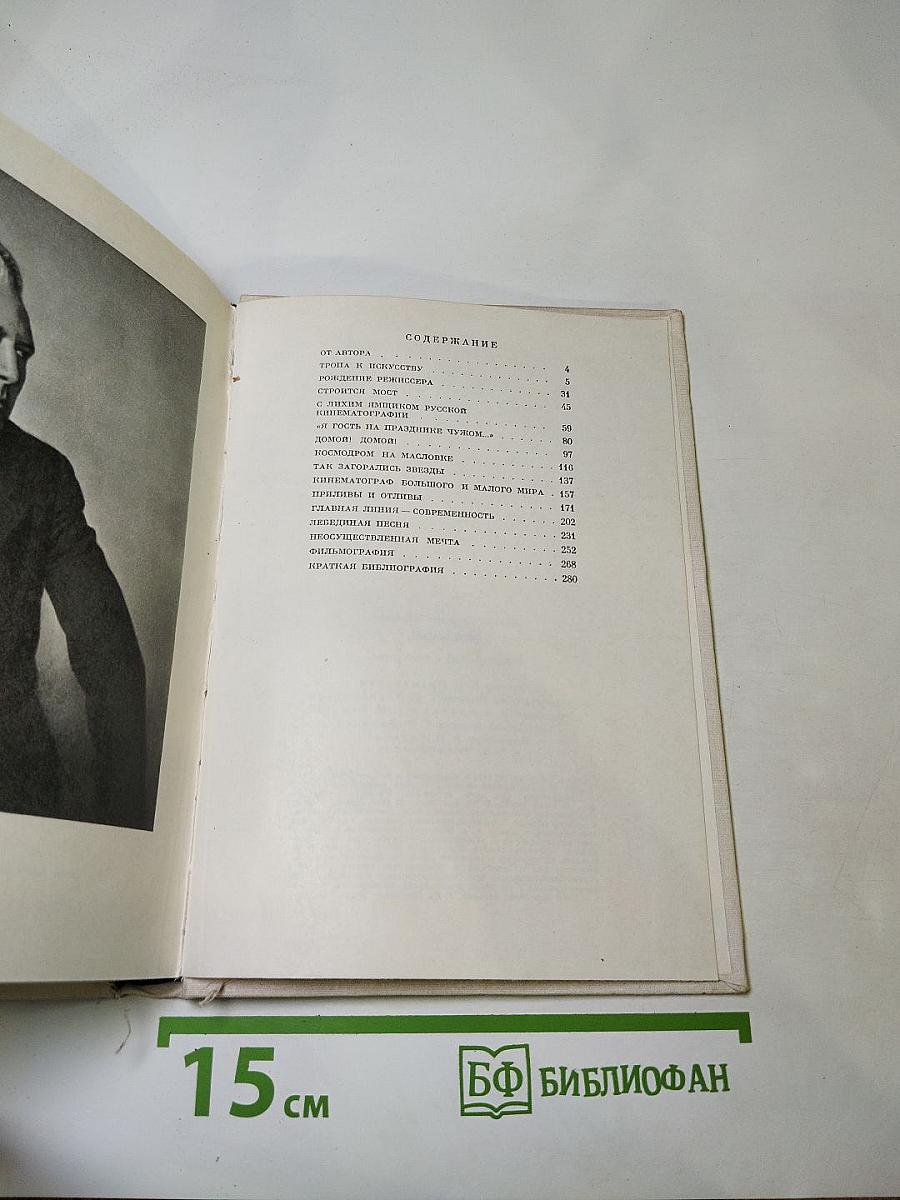 СОДЕРЖАНИЕ
ОТ АВТОРА . . . . . . . . . . . . . 4
ТРОПА К ИСКУССТВУ . . . . . . . . . . 5
РОЖДЕНИЕ РЕЖИССЕРА . . . . . . . . . . 31
СТРОИТСЯ МОСТ . . . . . . . . . . . . 45
С ЛИХИМ ЯМЩИКОМ РУССКОЙ
КИНЕМАТОГРАФИИ . . . . . . . . . . . 59
«Я ГОСТЬ НА ПРАЗДНИКЕ ЧУЖОМ...» . . . . . 80
ДОМОЙ! ДОМОЙ! . . . . . . . . . . . . 97
КОСМОДРОМ НА МАСЛОВКЕ . . . . . . . . . 116
ТАК ЗАГОРАЛИСЬ ЗВЕЗДЫ . . . . . . . . . 137
КИНЕМАТОГРАФ БОЛЬШОГО И МАЛОГО МИРА . 157
ПРИЛИВЫ И ОТЛИВЫ . . . . . . . . . . . 171
ГЛАВНАЯ ЛИНИЯ — СОВРЕМЕННОСТЬ . . . . . 202
ЛЕБЕДИНАЯ ПЕСНЯ . . . . . . . . . . . 231
НЕОСУЩЕСТВЛЕННАЯ МЕЧТА . . . . . . . . 252
ФИЛЬМОГРАФИЯ . . . . . . . . . . . . 268
КРАТКАЯ БИБЛИОГРАФИЯ . . . . . . . . . 280
15 см
БФ БИБЛИОФАН